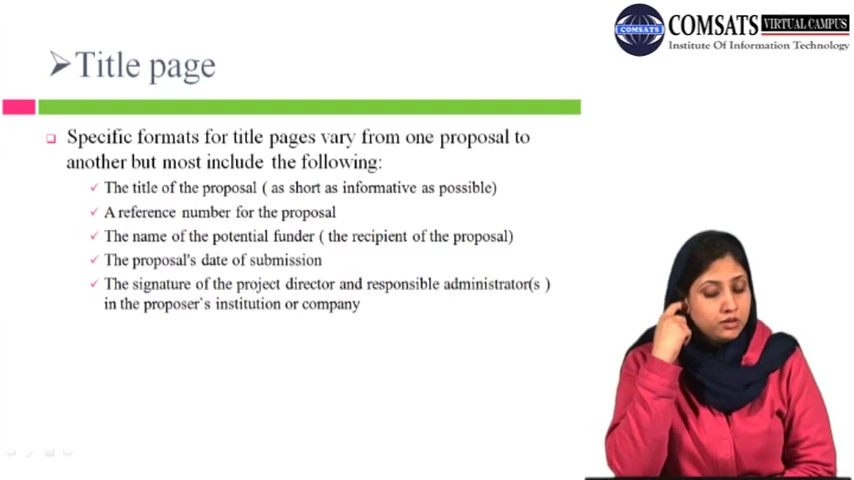 COMSATS VIRTUAL CAMPUS
COMSATS
Institute Of Information Technology
➤Title page
Specific formats for title pages vary from one proposal to
another but most include the following:
✓ The title of the proposal ( as short as informative as possible)
✓ A reference number for the proposal
✓ The name of the potential funder ( the recipient of the proposal)
✓ The proposal's date of submission
✓ The signature of the project director and responsible administrator(s )
in the proposer`s institution or company